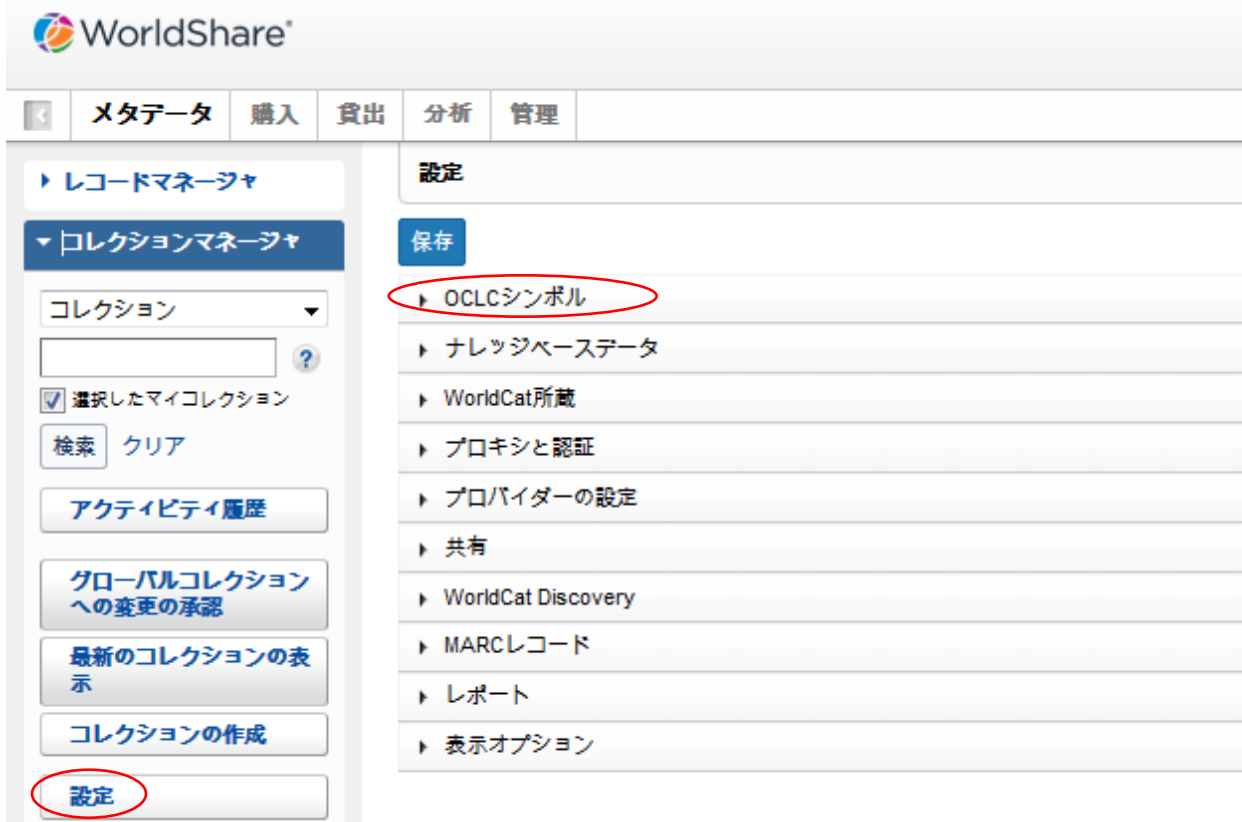 WorldShare®
メタデータ 購入 貸出 分析 管理
レコードマネージャ
コレクションマネージャ
コレクション
?
選択したマイコレクション
検索 クリア
アクティビティ履歴
グローバルコレクション
への変更の承認
最新のコレクションの表
示
コレクションの作成
設定
設定
保存
OCLCシンボル
ナレッジベースデータ
WorldCat所蔵
プロキシと認証
プロバイダーの設定
共有
WorldCat Discovery
MARCレコード
レポート
表示オプション